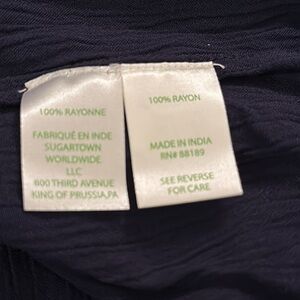 100% RAYONNE
FABRIQUÉ EN INDE
SUGARTOWN
WORLDWIDE
LLC
800 THIRD AVENUE
KING OF PRUSSIA,PA
100% RAYON
MADE IN INDIA
RN# 88189
SEE REVERSE
FOR CARE